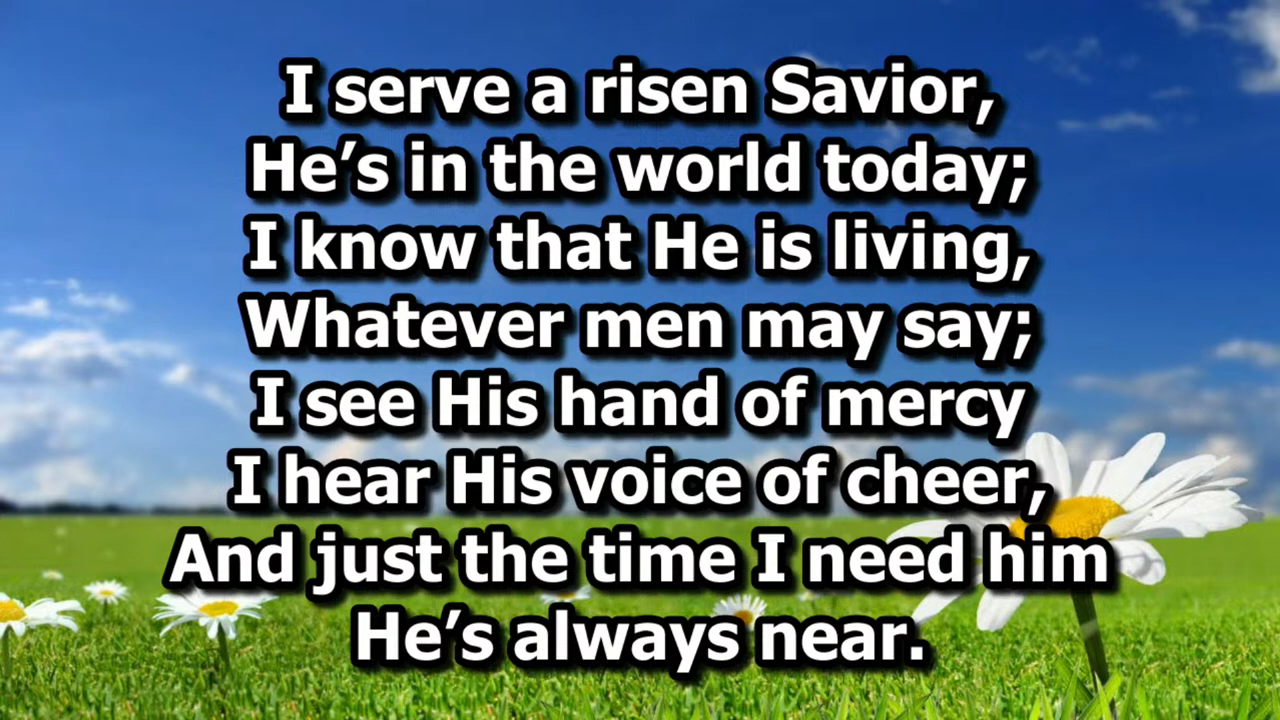 I serve a risen Savior,
He’s in the world today;
I know that He is living,
Whatever men may say;
I see His hand of mercy
I hear His voice of cheer,
And just the time I need him
He’s always near.